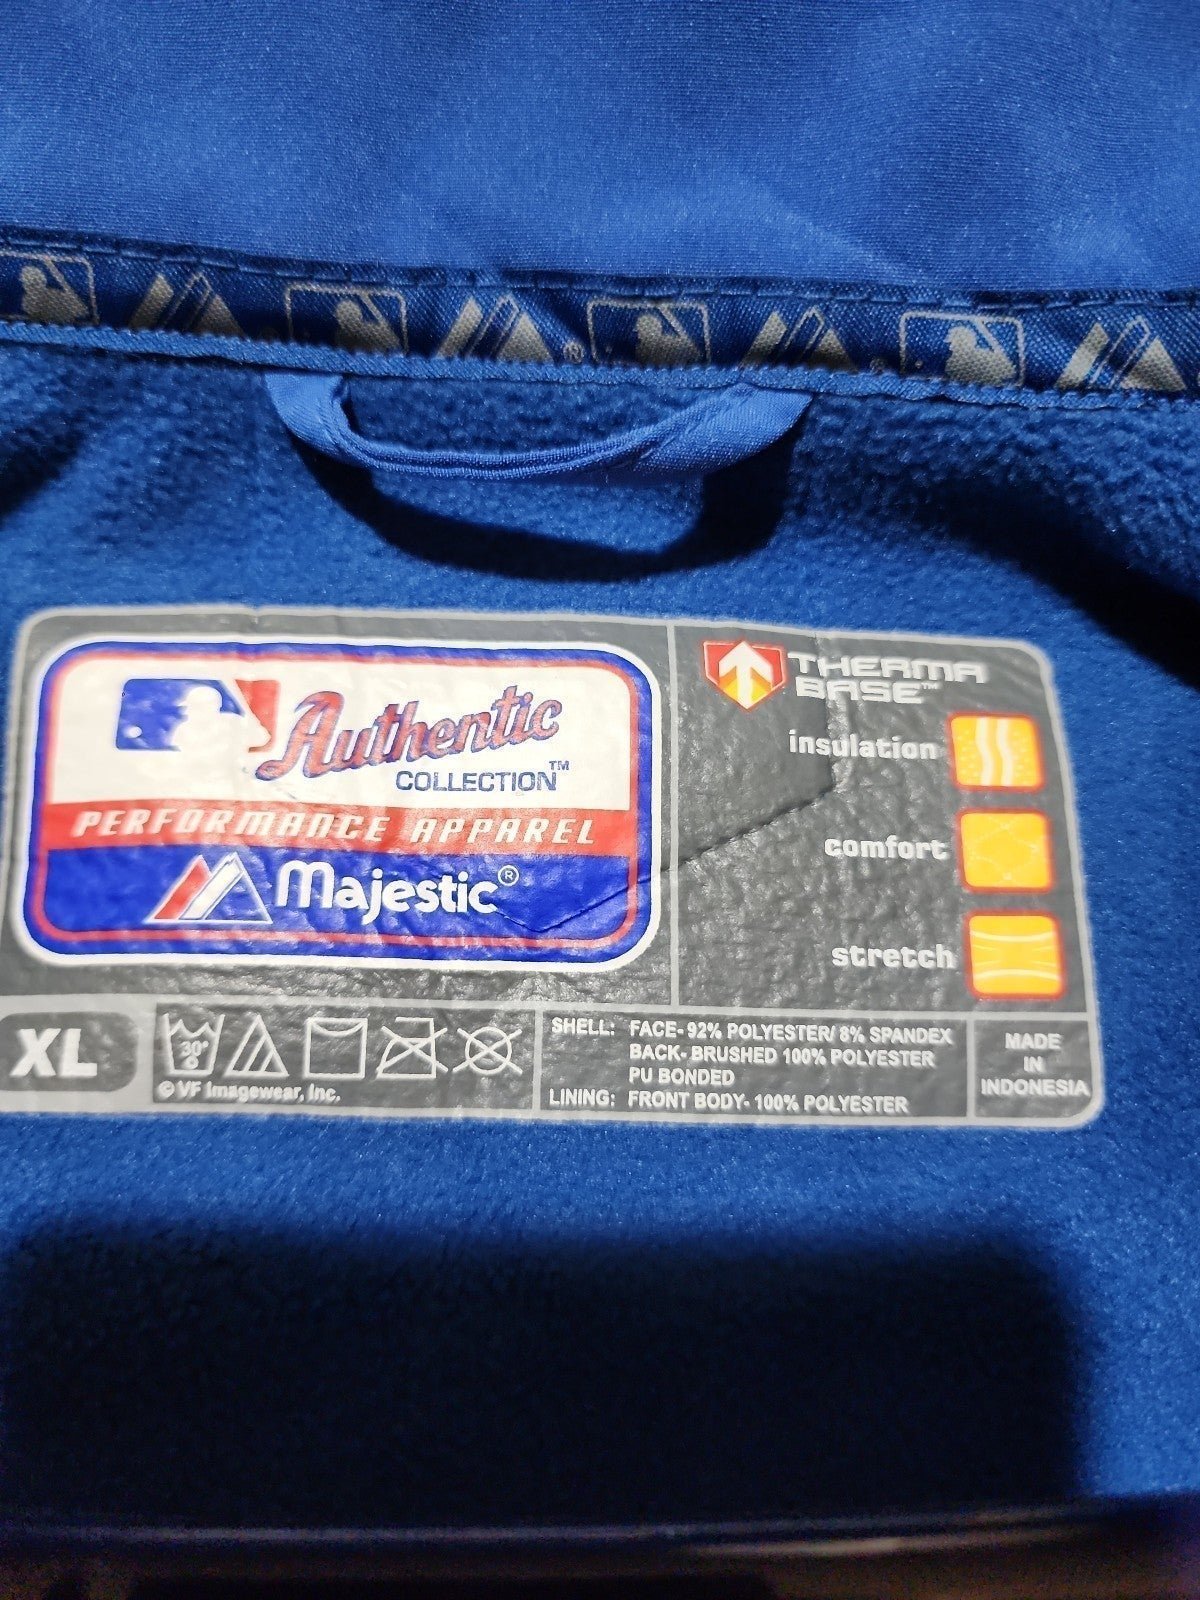 Authentic
COLLECTION™
PERFORMANCE APPAREL
Majestic®
THERMA
BASE™
insulation
comfort
stretch
XL
30°
© VF Imagewear, Inc.
SHELL: FACE- 92% POLYESTER/ 8% SPANDEX
BACK- BRUSHED 100% POLYESTER
PU BONDED
LINING: FRONT BODY- 100% POLYESTER
MADE
IN
INDONESIA